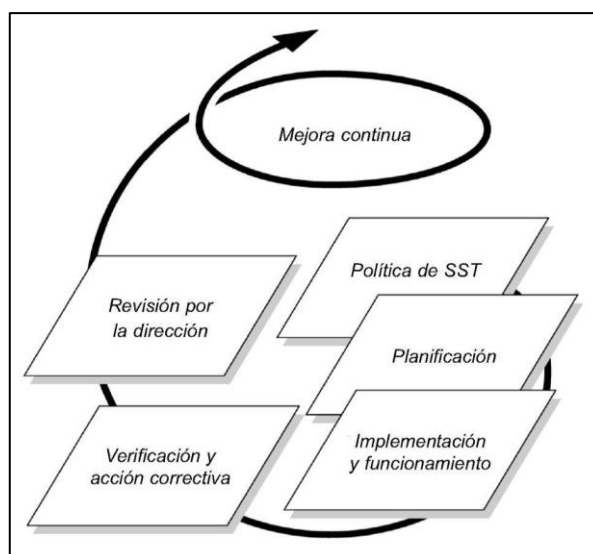 Mejora continua
Política de SST
Revisión por
la dirección
Planificación
Implementación
y funcionamiento
Verificación y
acción correctiva